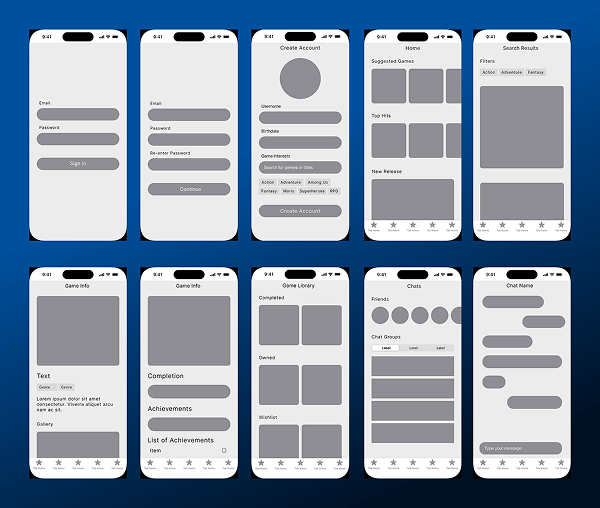 9:41
Email
Password
Sign In
9:41
Email
Password
Re-enter Password
Continue
9:41
Create Account
Username
Birthdate
Game Interests
Search for genres or titles
Action Adventure Among Us
Fantasy Mario Superheroes RPG
Create Account
9:41
Home
Suggested Games
Top Hits
New Release
Tab Name Tab Name Tab Name Tab Name Tab Name
9:41
Search Results
Filters
Action Adventure Fantasy
Tab Name Tab Name Tab Name Tab Name Tab Name
9:41
Game Info
Text
Genre Genre
Lorem ipsum dolor sit amet
consectetur. Viverra aliquet arcu
nam ac sit.
Gallery
Tab Name Tab Name Tab Name Tab Name Tab Name
9:41
Game Info
Completion
Achievements
List of Achievements
Item
Tab Name Tab Name Tab Name Tab Name Tab Name
9:41
Game Library
Completed
Owned
Wishlist
Tab Name Tab Name Tab Name Tab Name Tab Name
9:41
Chats
Friends
Chat Groups
Label Label Label
Tab Name Tab Name Tab Name Tab Name Tab Name
9:41
Chat Name
Type your message
Tab Name Tab Name Tab Name Tab Name Tab Name